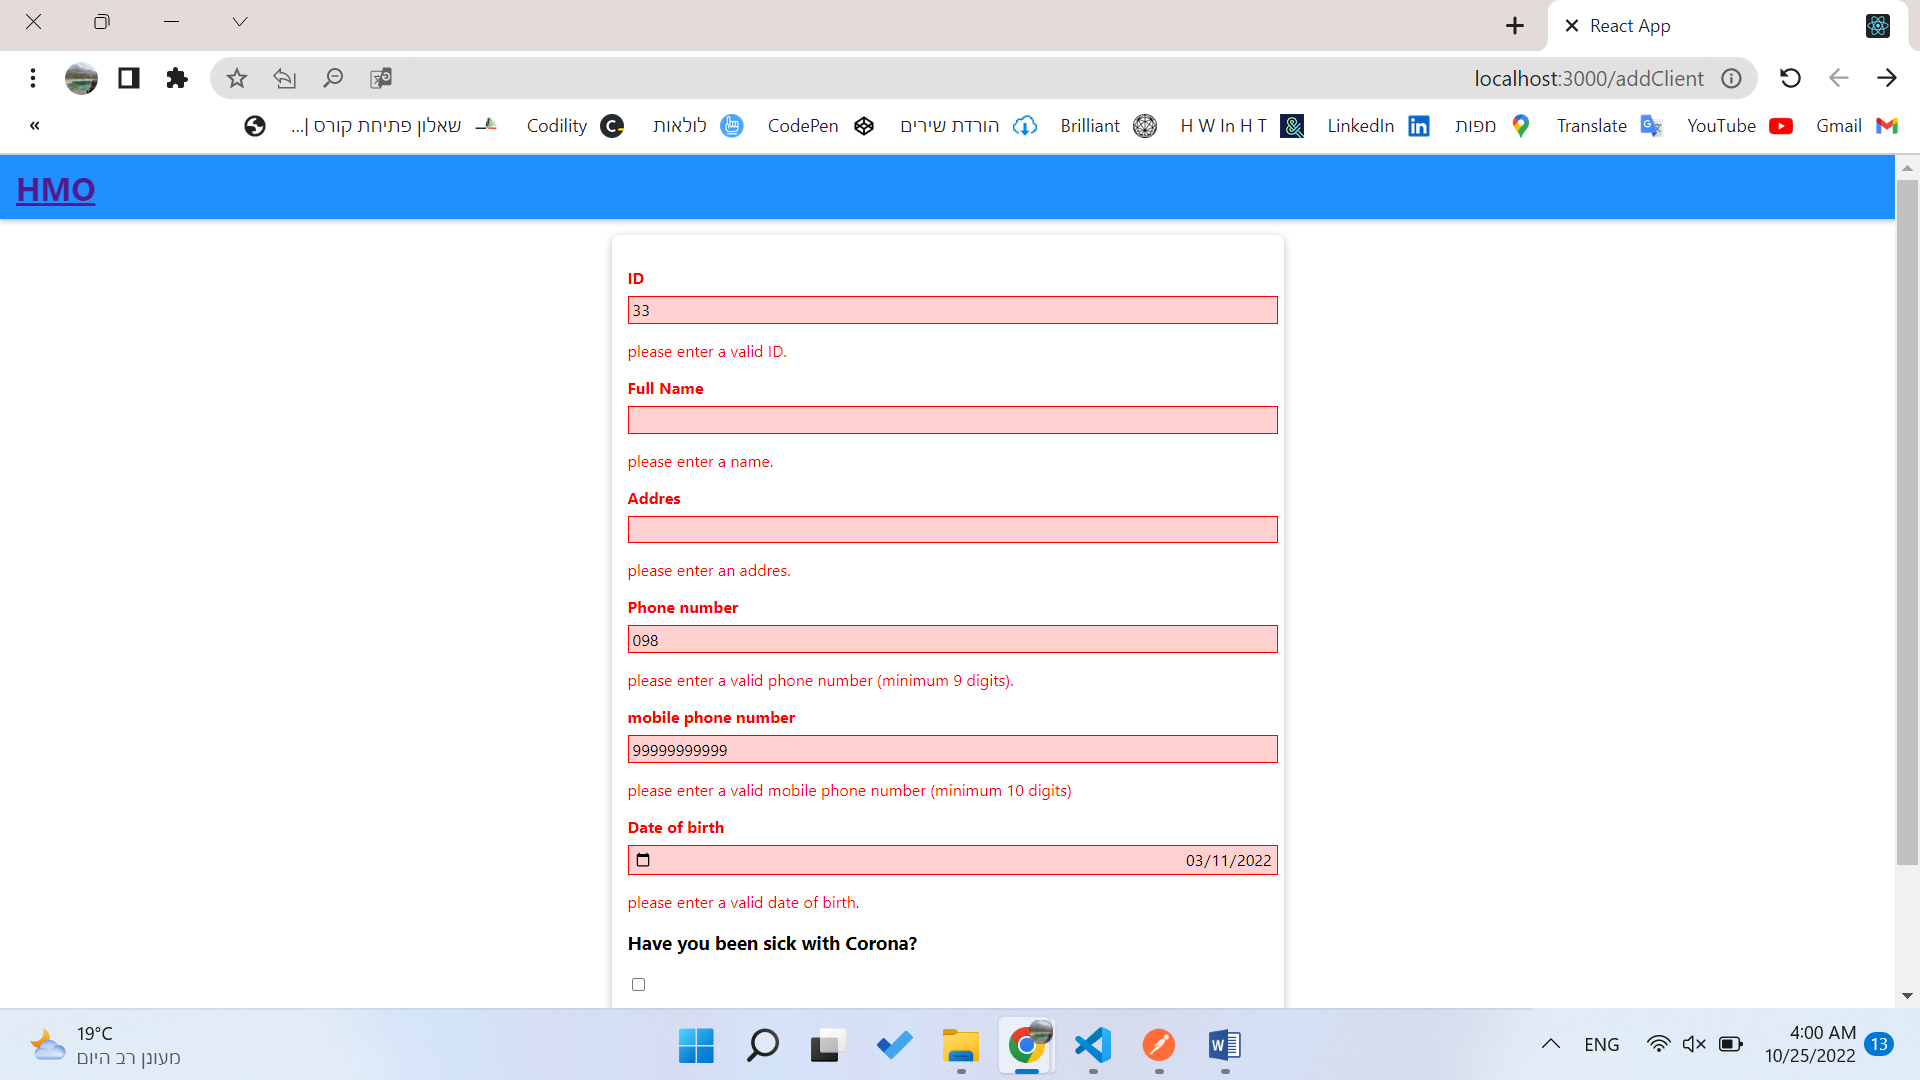 React App
localhost:3000/addClient
Gmail
YouTube
Translate
מפות
LinkedIn
H W In H T
Brilliant
הורדת שירים
CodePen
לולאות
Codility
שאלון פתיחת קורס |...
«
HMO
ID
33
please enter a valid ID.
Full Name
please enter a name.
Addres
please enter an addres.
Phone number
098
please enter a valid phone number (minimum 9 digits).
mobile phone number
99999999999
please enter a valid mobile phone number (minimum 10 digits)
Date of birth
03/11/2022
please enter a valid date of birth.
Have you been sick with Corona?
19°C
מעונן רב היום
ENG
4:00 AM
10/25/2022
13